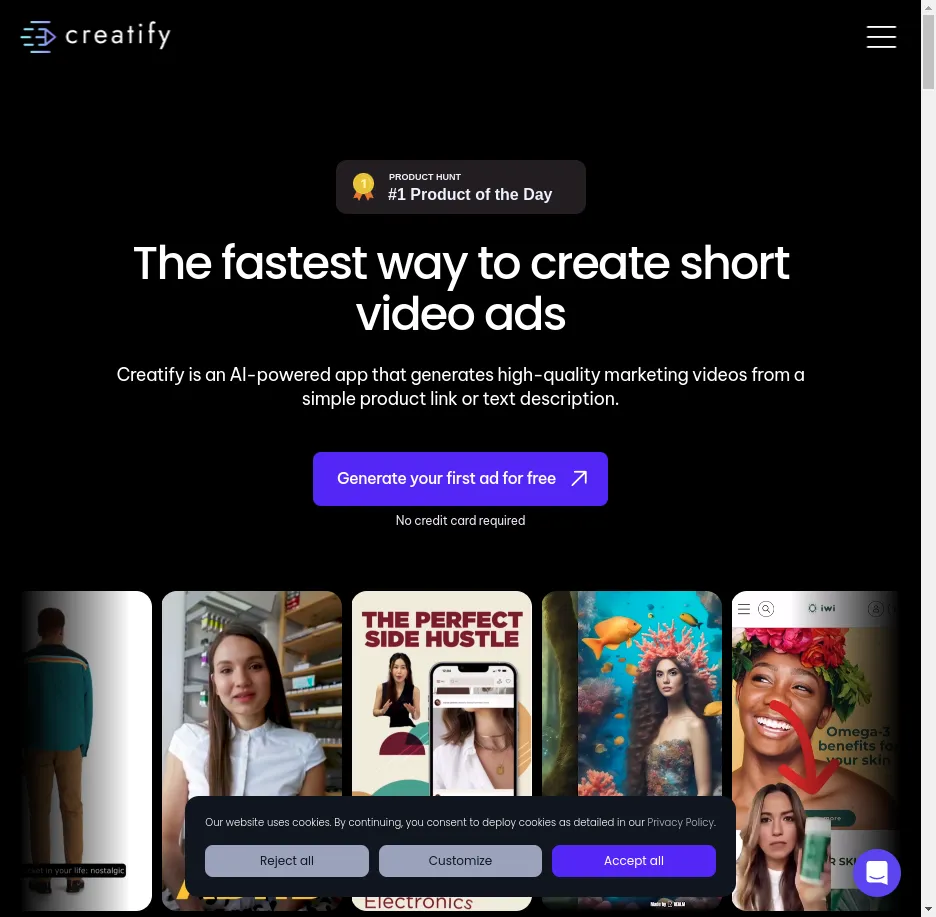 creatify
PRODUCT HUNT
#1 Product of the Day
The fastest way to create short
video ads
Creatify is an AI-powered app that generates high-quality marketing videos from a
simple product link or text description.
Generate your first ad for free
No credit card required
in your life: nostalgic
THE PERFECT
SIDE HUSTLE
Electronics
iwi
Omega-3
benefits fo
your skin
more
R SKI
Our website uses cookies. By continuing, you consent to deploy cookies as detailed in our Privacy Policy.
Reject all
Customize
Accept all